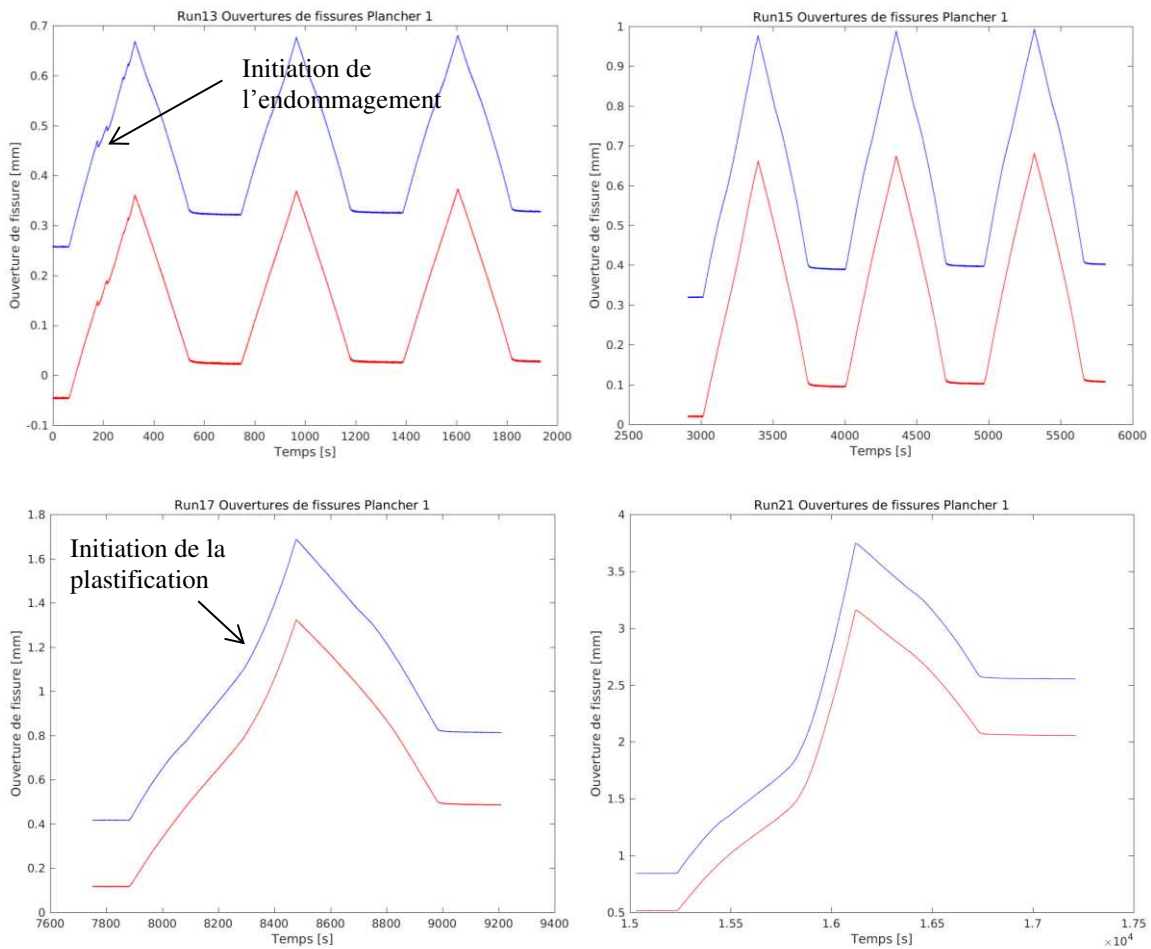 Run13 Ouvertures de fissures Plancher 1
0.7
0.6
0.5
0.4
0.3
0.2
0.1
0
-0.1
Ouverture de fissure [mm]
Initiation de
l'endommagement
0 200 400 600 800 1000 1200 1400 1600 1800 2000
Temps [s]
Run15 Ouvertures de fissures Plancher 1
1
0.9
0.8
0.7
0.6
0.5
0.4
0.3
0.2
0.1
0
Ouverture de fissure [mm]
2500 3000 3500 4000 4500 5000 5500 6000
Temps [s]
Run17 Ouvertures de fissures Plancher 1
1.8
1.6
1.4
1.2
1
0.8
0.6
0.4
0.2
0
Ouverture de fissure [mm]
Initiation de la
plastification
7600 7800 8000 8200 8400 8600 8800 9000 9200 9400
Temps [s]
Run21 Ouvertures de fissures Plancher 1
4
3.5
3
2.5
2
1.5
1
0.5
Ouverture de fissure [mm]
1.5 1.55 1.6 1.65 1.7 1.75
Temps [s]
×10⁴